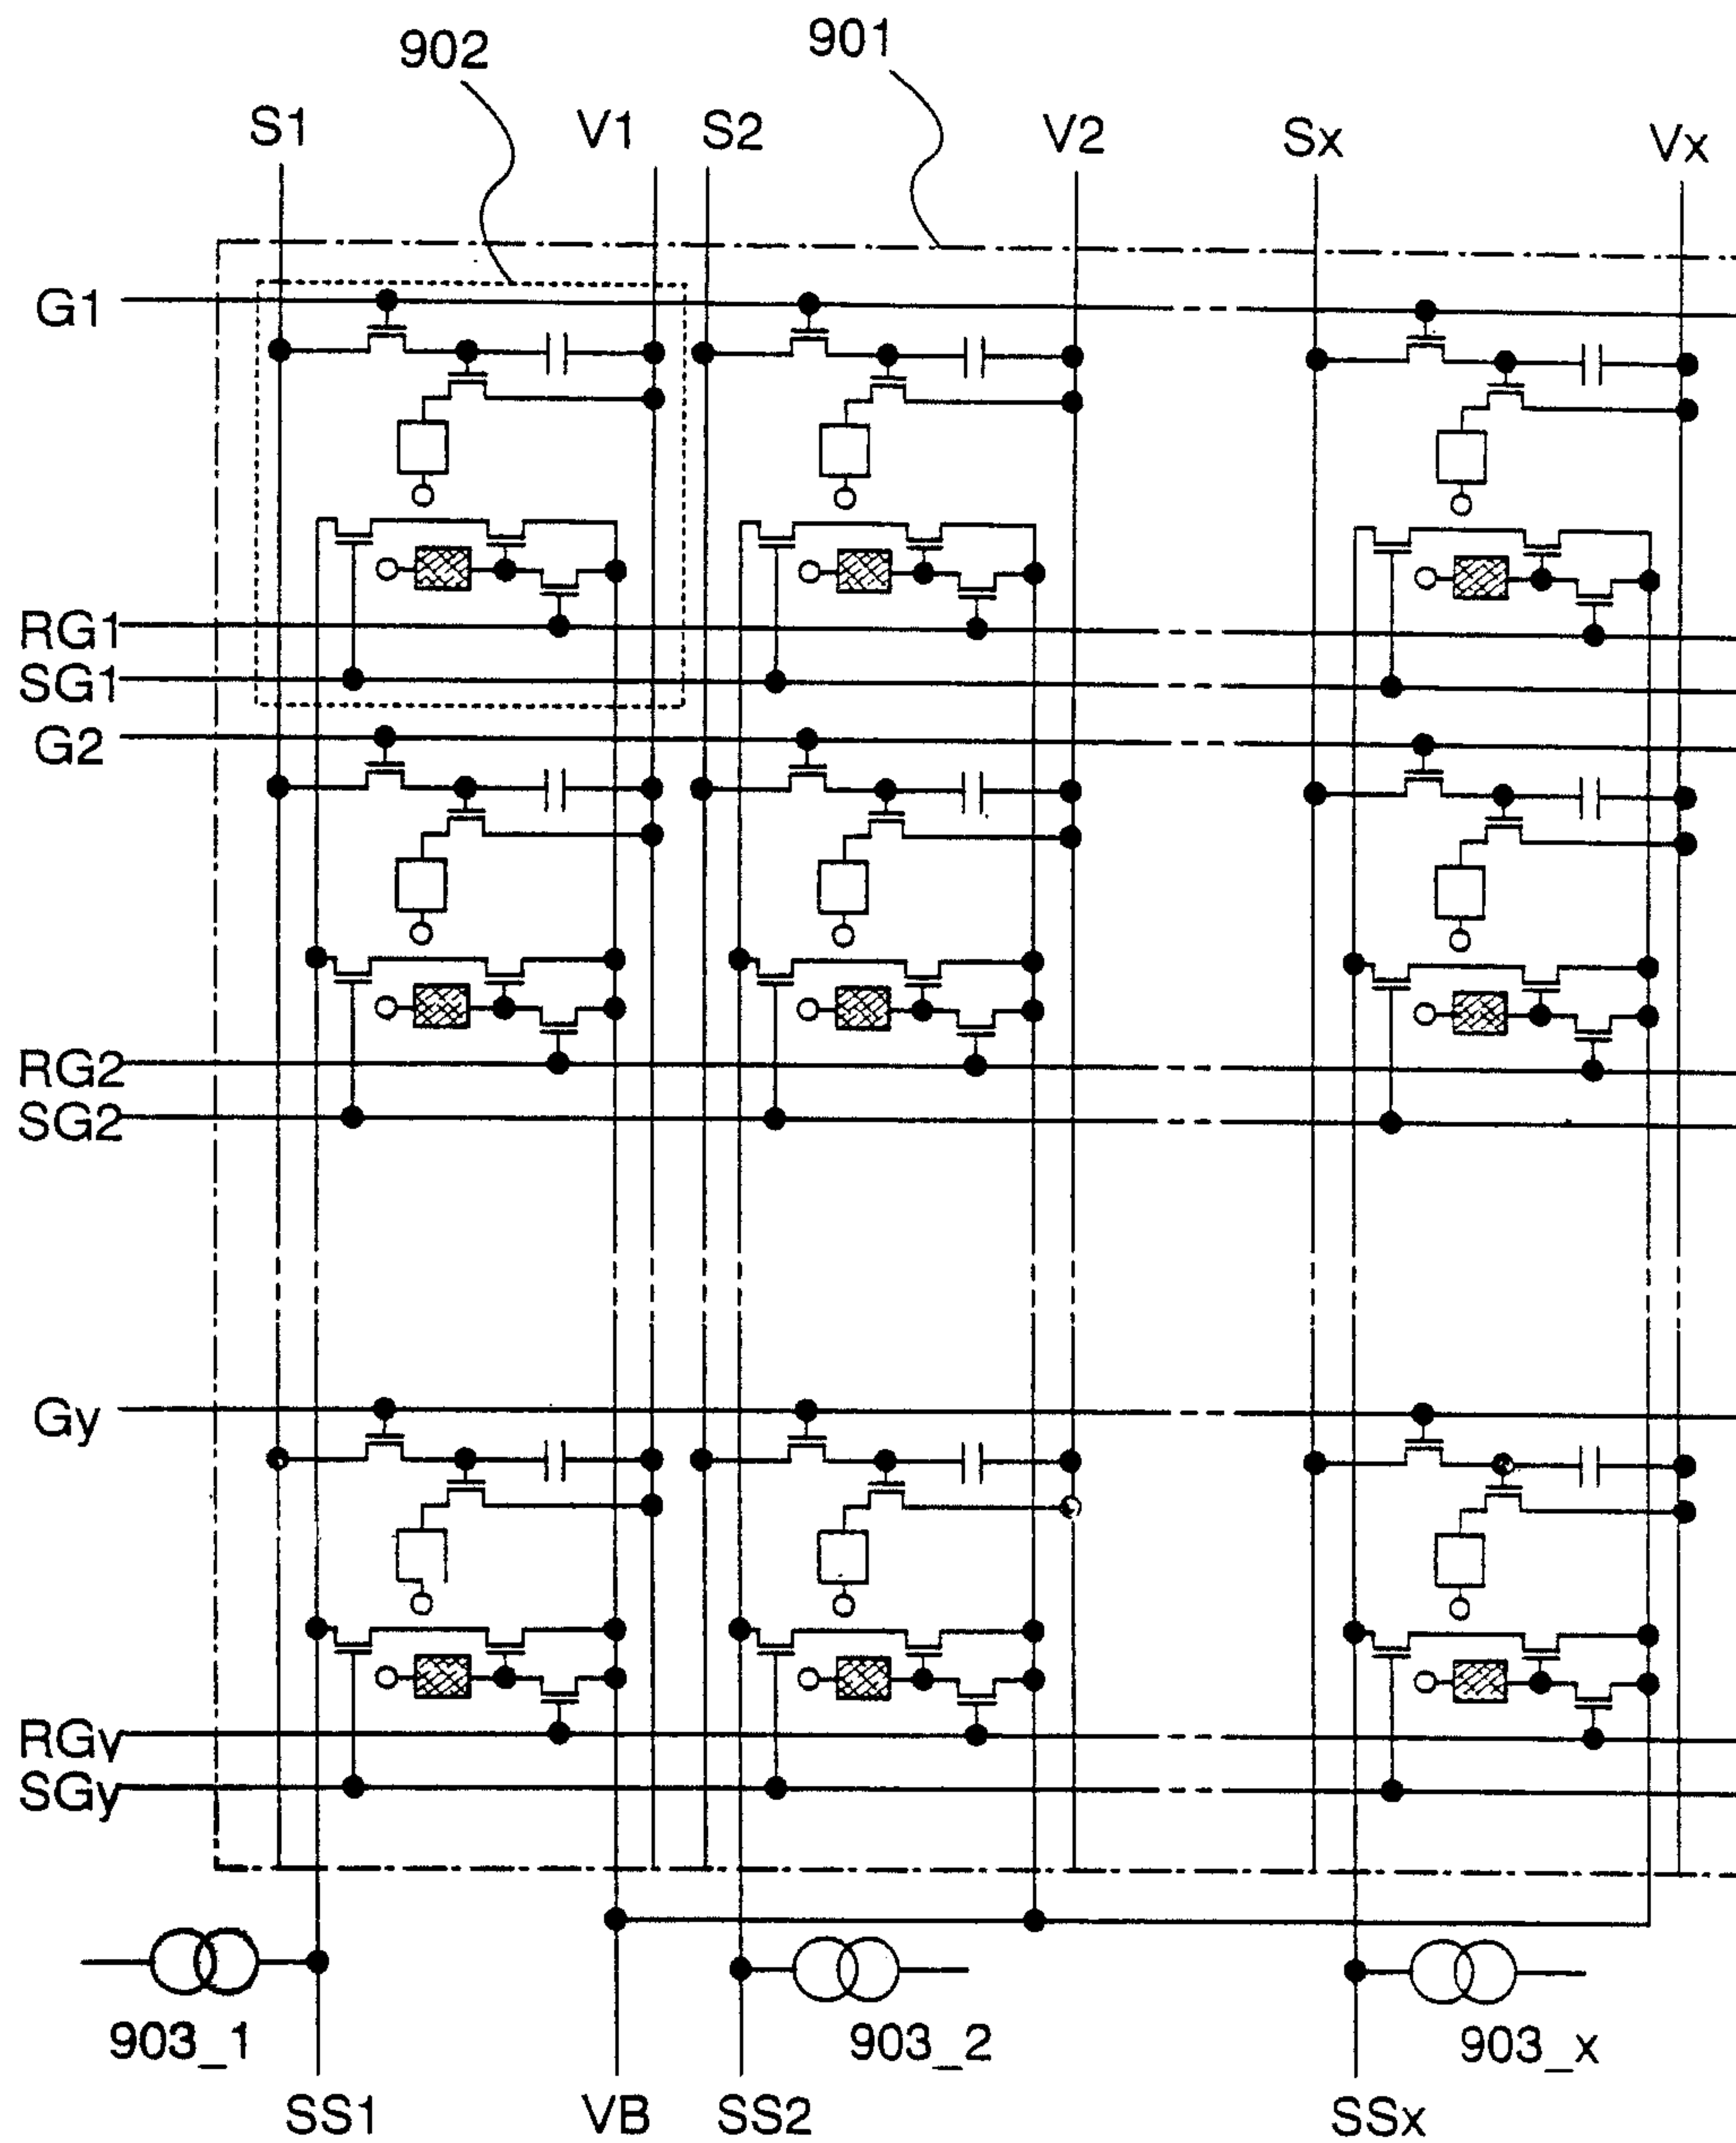 902
901
S1
V1
S2
V2
Sx
Vx
G1
RG1
SG1
G2
RG2
SG2
Gy
RGy
SGy
903_1
903_2
903_x
SS1
VB
SS2
SSx